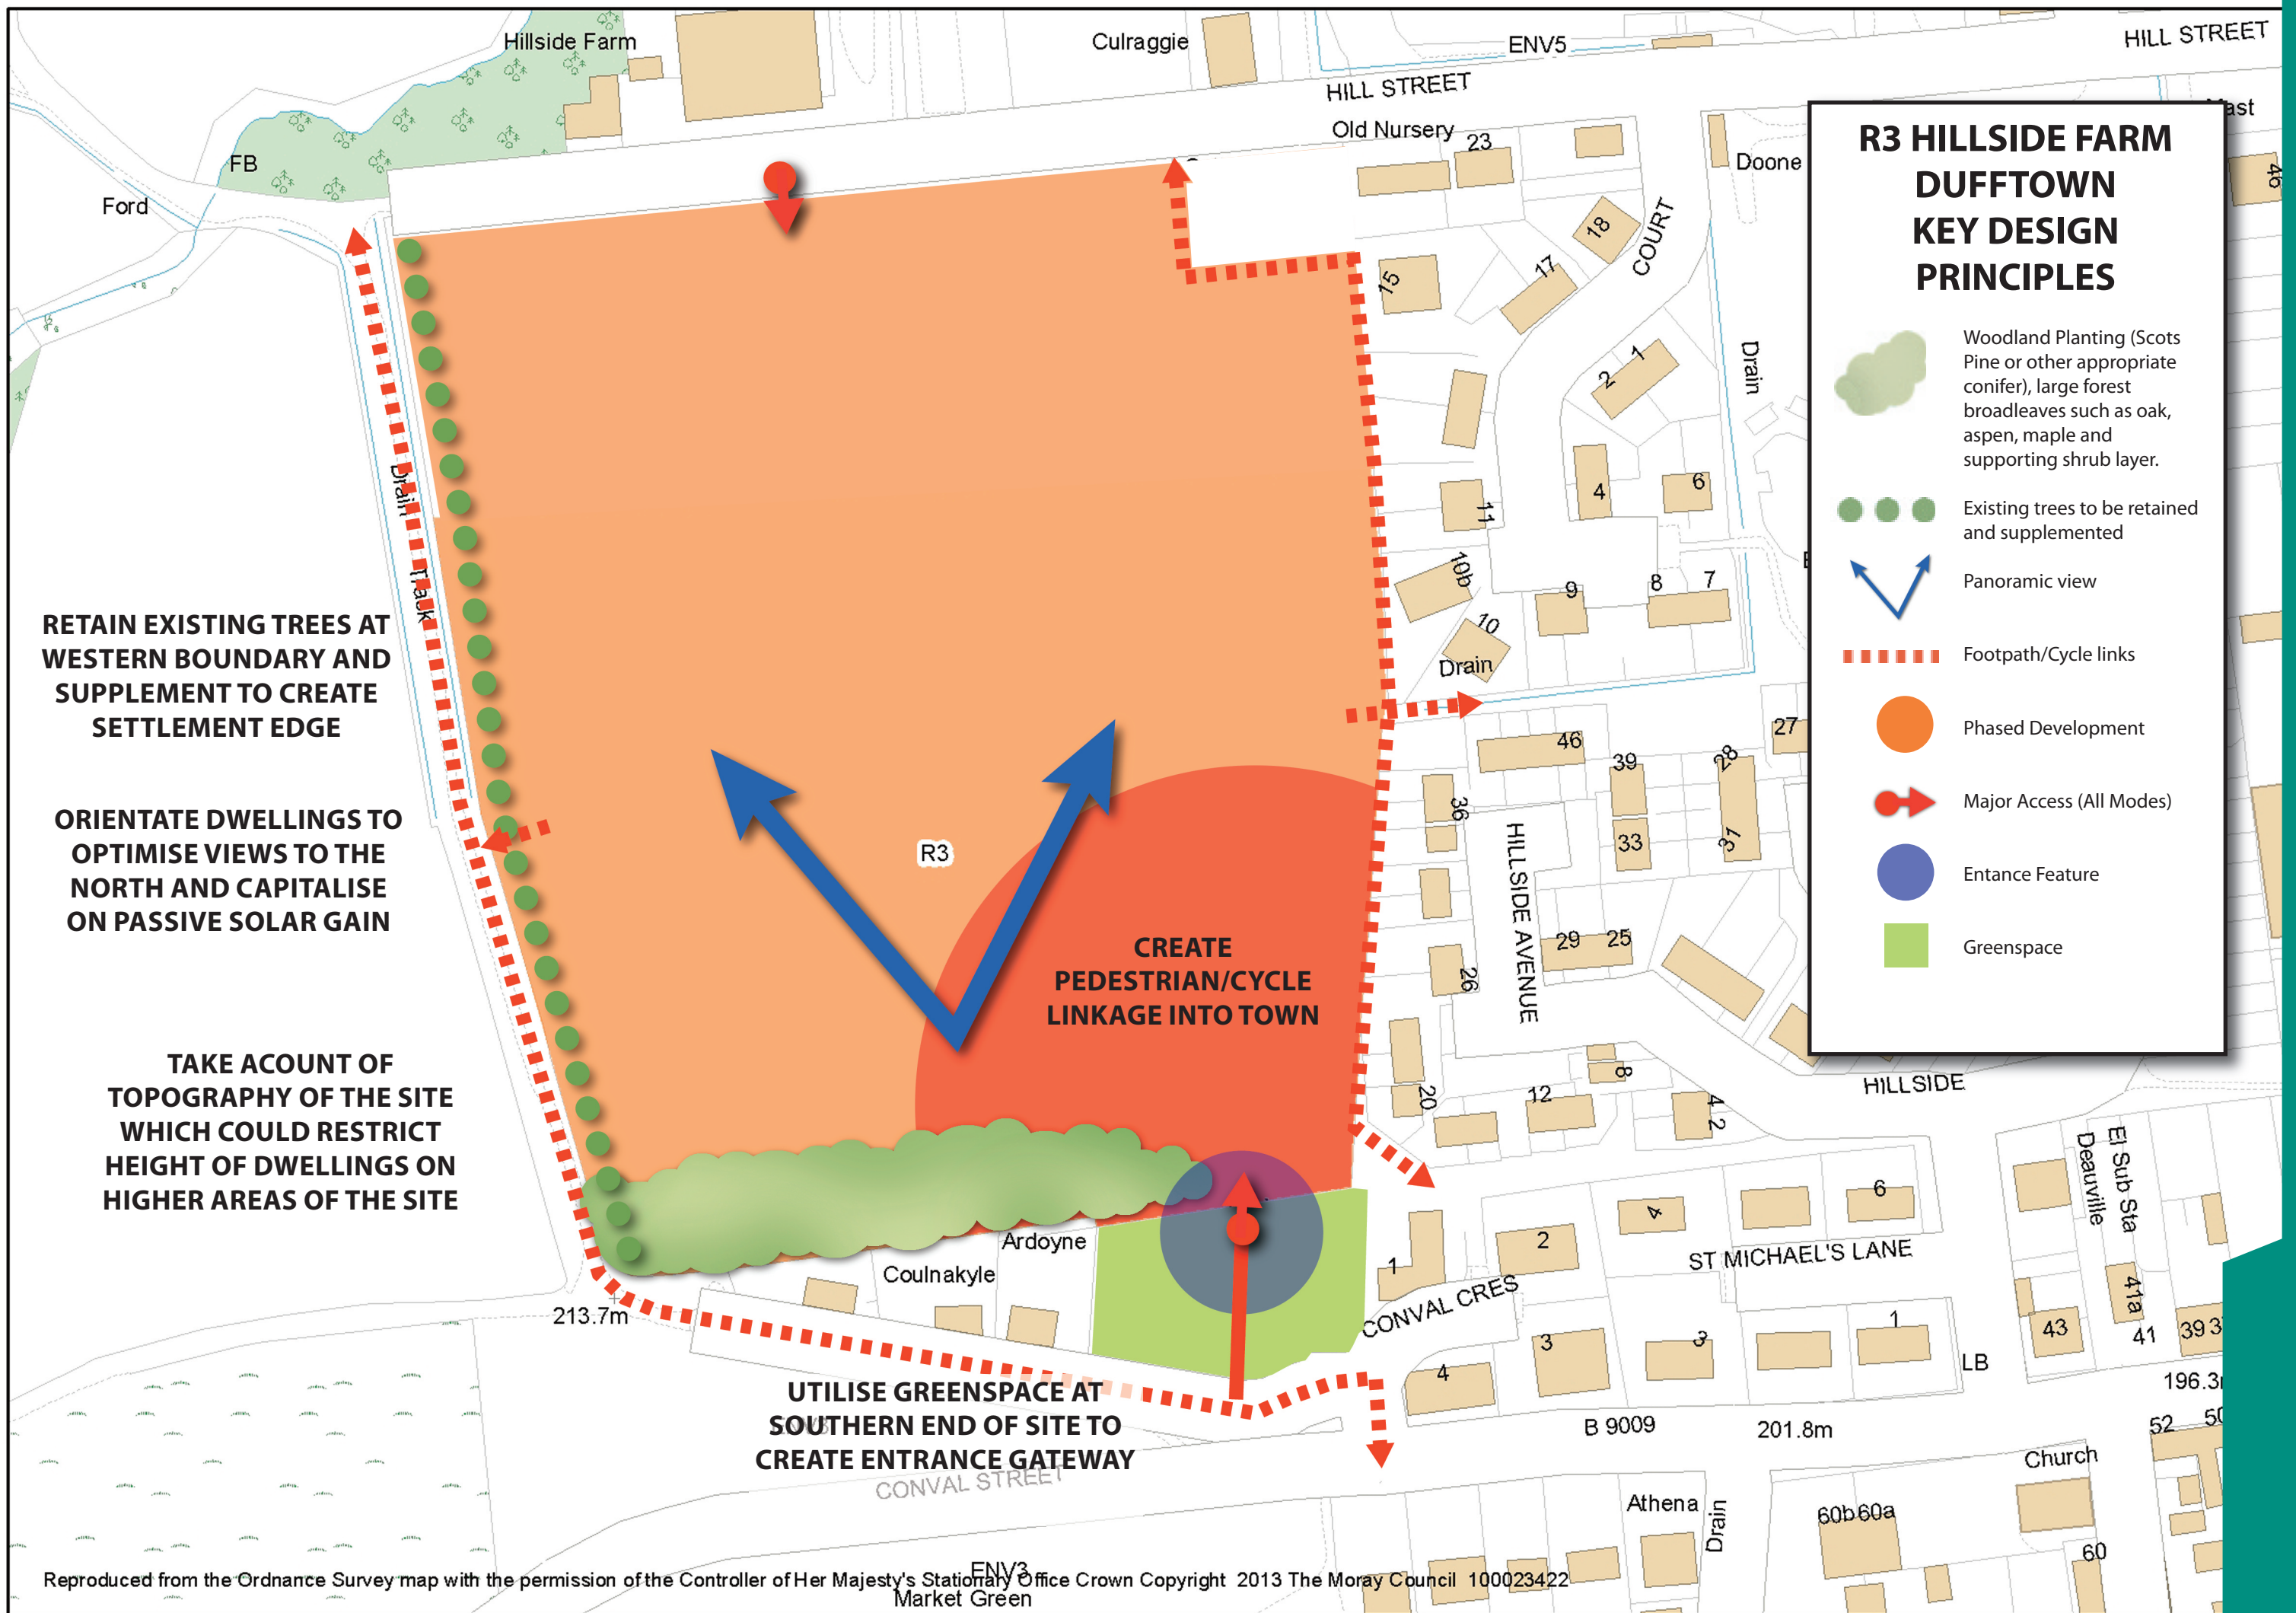 Hillside Farm
Culraggie
ENV5
HILL STREET
HILL STREET
Old Nursery
23
Mast
46
FB
Ford
Doone
18
COURT
17
15
1
2
Drain
4
6
11
10b
9
8
7
10
Drain
Drain
Track
46
27
39
28
36
33
31
HILLSIDE AVENUE
29
25
26
R3
20
12
8
4
2
HILLSIDE
R3 HILLSIDE FARM
DUFFTOWN
KEY DESIGN
PRINCIPLES
Woodland Planting (Scots
Pine or other appropriate
conifer), large forest
broadleaves such as oak,
aspen, maple and
supporting shrub layer.
Existing trees to be retained
and supplemented
Panoramic view
Footpath/Cycle links
Phased Development
Major Access (All Modes)
Entance Feature
Greenspace
RETAIN EXISTING TREES AT
WESTERN BOUNDARY AND
SUPPLEMENT TO CREATE
SETTLEMENT EDGE
ORIENTATE DWELLINGS TO
OPTIMISE VIEWS TO THE
NORTH AND CAPITALISE
ON PASSIVE SOLAR GAIN
TAKE ACOUNT OF
TOPOGRAPHY OF THE SITE
WHICH COULD RESTRICT
HEIGHT OF DWELLINGS ON
HIGHER AREAS OF THE SITE
CREATE
PEDESTRIAN/CYCLE
LINKAGE INTO TOWN
Ardoyne
Coulnakyle
213.7m
1
2
4
6
ST MICHAEL'S LANE
CONVAL CRES
4
3
3
1
LB
Deauville
El Sub Sta
43
41a
41
39
196.3m
UTILISE GREENSPACE AT
SOUTHERN END OF SITE TO
CREATE ENTRANCE GATEWAY
ENV3
CONVAL STREET
B 9009
201.8m
52
50
Church
Athena
Drain
60b
60a
60
ENV3
Reproduced from the Ordnance Survey map with the permission of the Controller of Her Majesty's Stationary Office Crown Copyright 2013 The Moray Council 100023422
Market Green